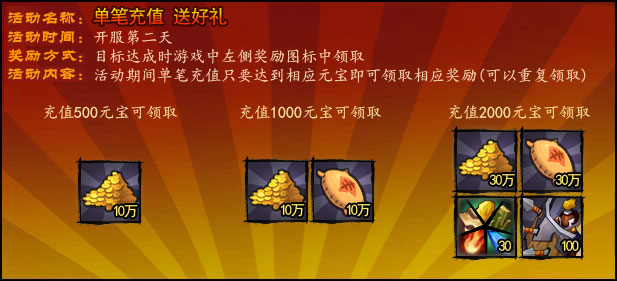 活动名称：单笔充值 送好礼
活动时间：开服第二天
奖励方式：目标达成时游戏中左侧奖励图标中领取
活动内容：活动期间单笔充值只要达到相应元宝即可领取相应奖励(可以重复领取)
充值500元宝可领取 充值1000元宝可领取 充值2000元宝可领取
30万 30万
10万 10万 10万
30 100